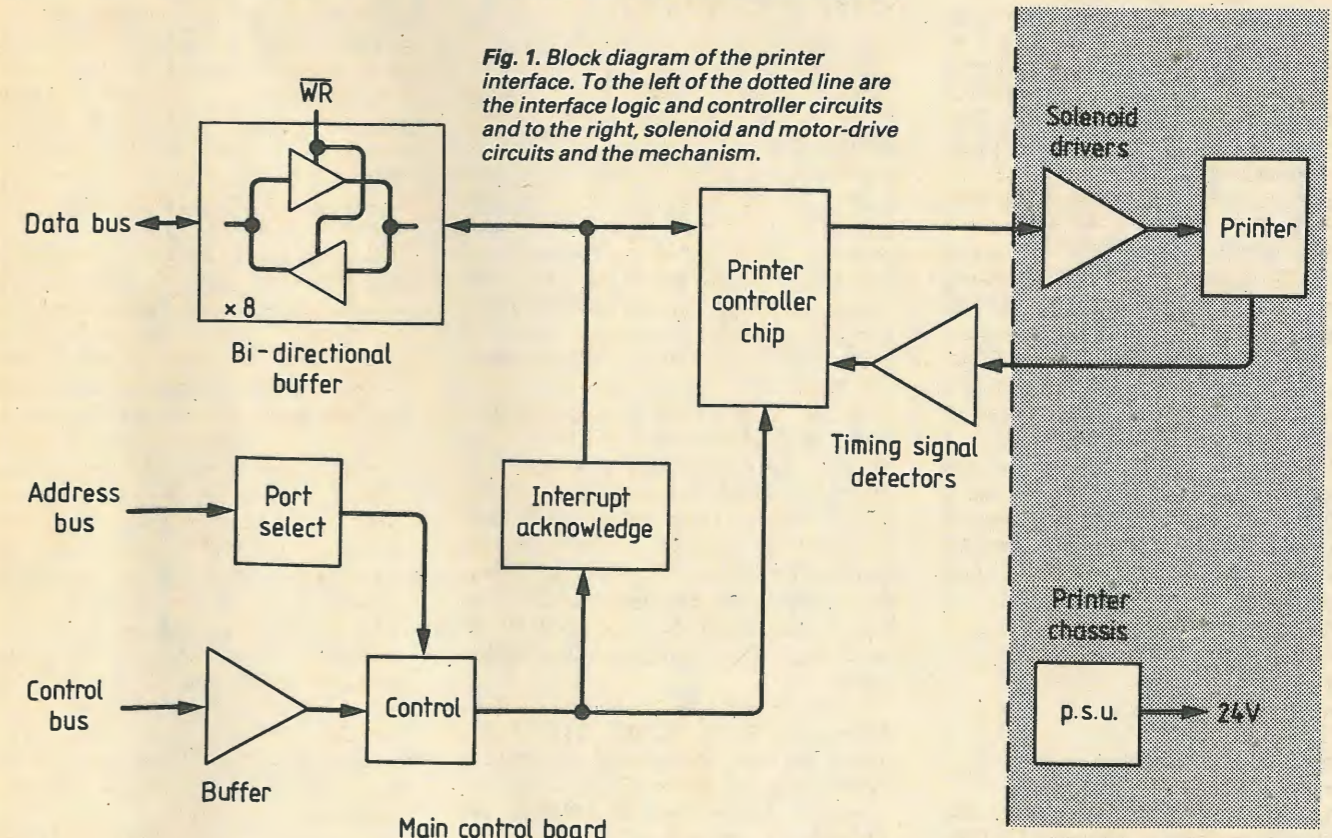 Fig. 1. Block diagram of the printer
interface. To the left of the dotted line are
the interface logic and controller circuits
and to the right, solenoid and motor-drive
circuits and the mechanism.
W̅R̅
Data bus
× 8
Bi-directional
buffer
Printer
controller
chip
Solenoid
drivers
Printer
Timing signal
detectors
Address
bus
Port
select
Interrupt
acknowledge
Control
bus
Buffer
Control
Printer
chassis
p.s.u.
24V
Main control board